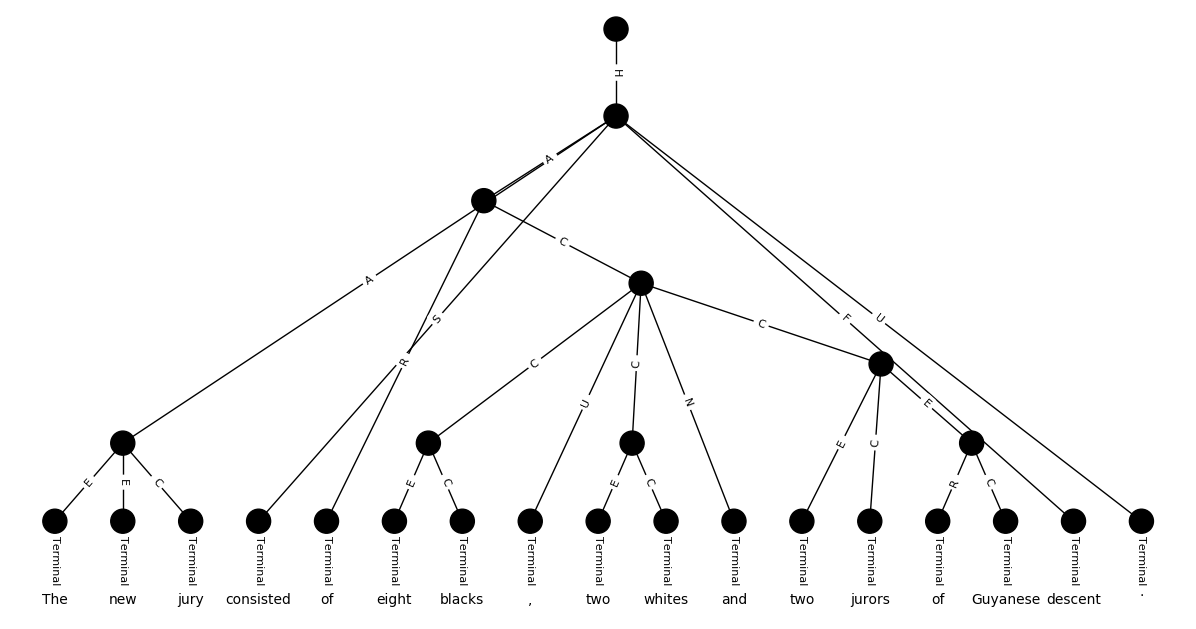 H
A
C
A
S
F
U
C
R
C
C
U
N
E
E
C
E
E
C
E
C
E
C
R
C
Terminal Terminal Terminal Terminal Terminal Terminal Terminal Terminal Terminal Terminal Terminal Terminal Terminal Terminal Terminal Terminal Terminal
The new jury consisted of eight blacks , two whites and two jurors of Guyanese descent .